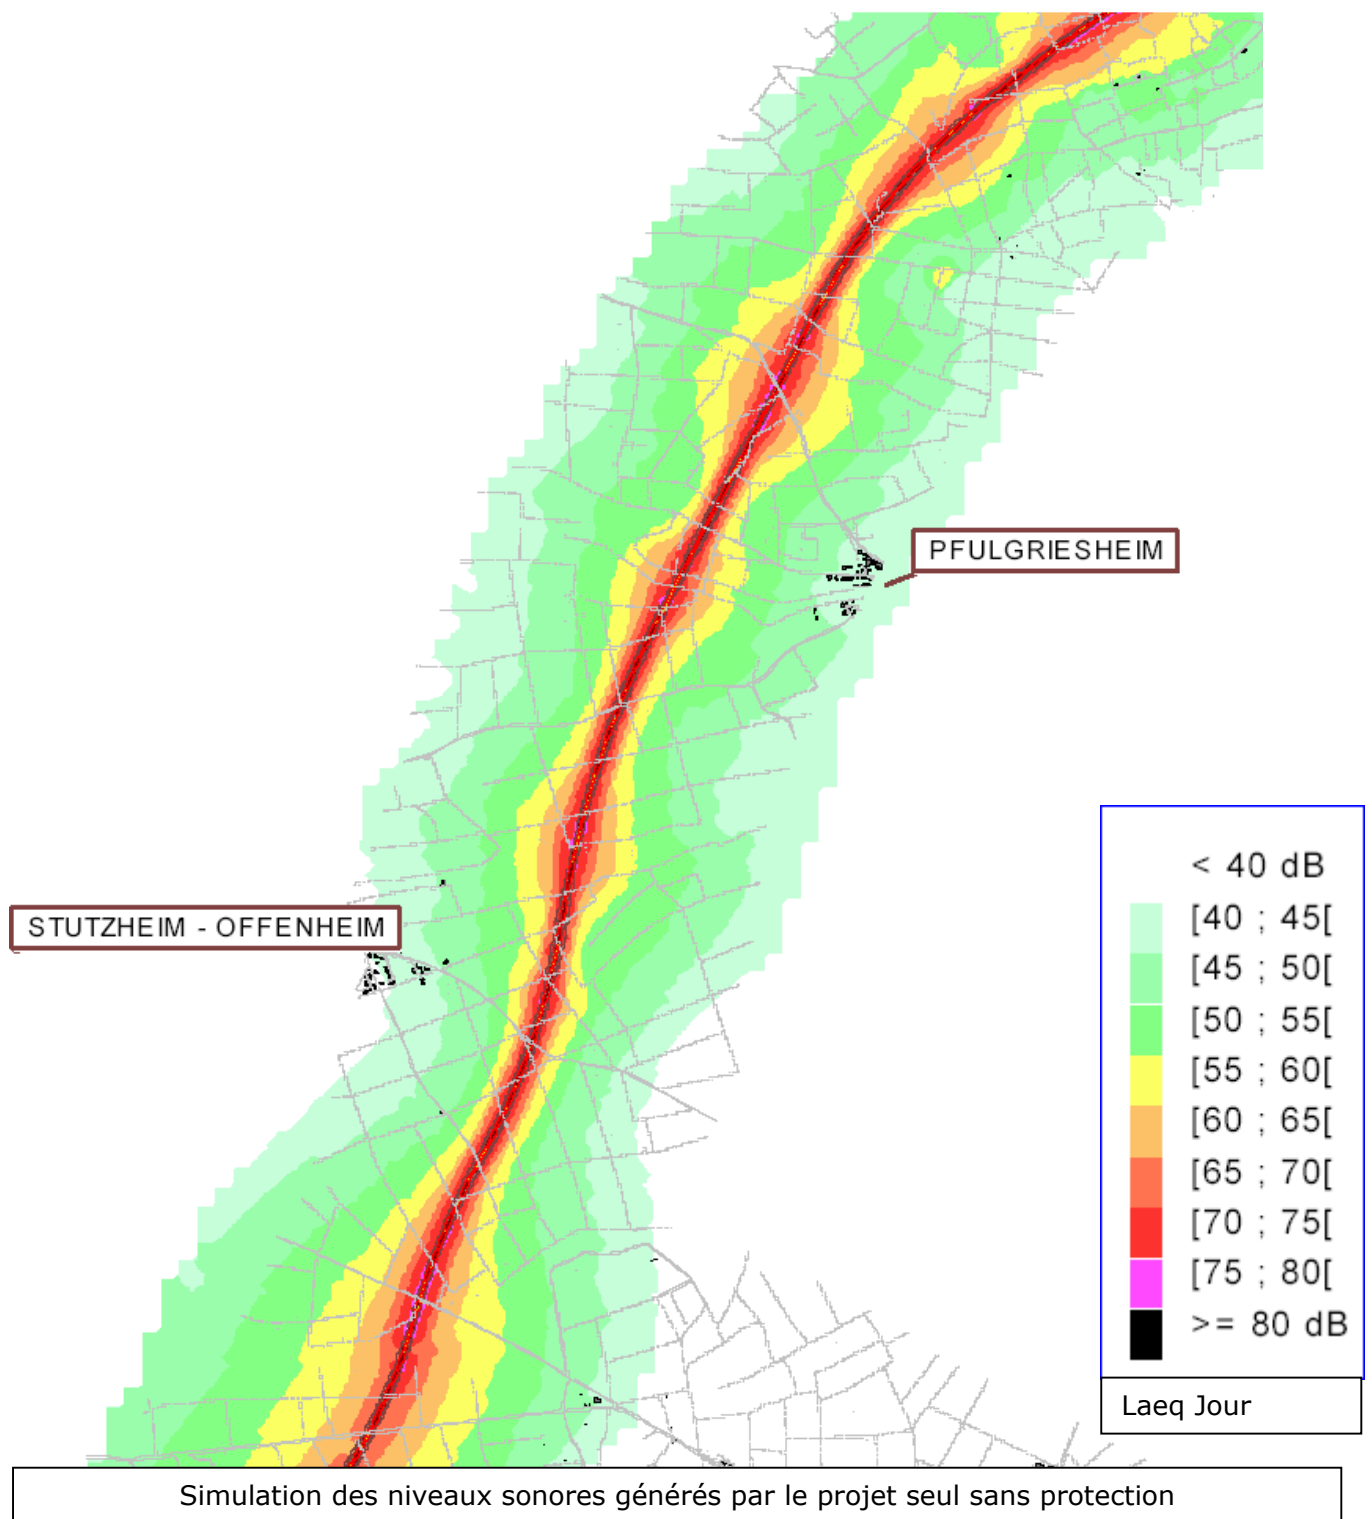 PFULGRIESHEIM
STUTZHEIM - OFFENHEIM
< 40 dB
[40 ; 45[
[45 ; 50[
[50 ; 55[
[55 ; 60[
[60 ; 65[
[65 ; 70[
[70 ; 75[
[75 ; 80[
>= 80 dB
Laeq Jour
Simulation des niveaux sonores générés par le projet seul sans protection